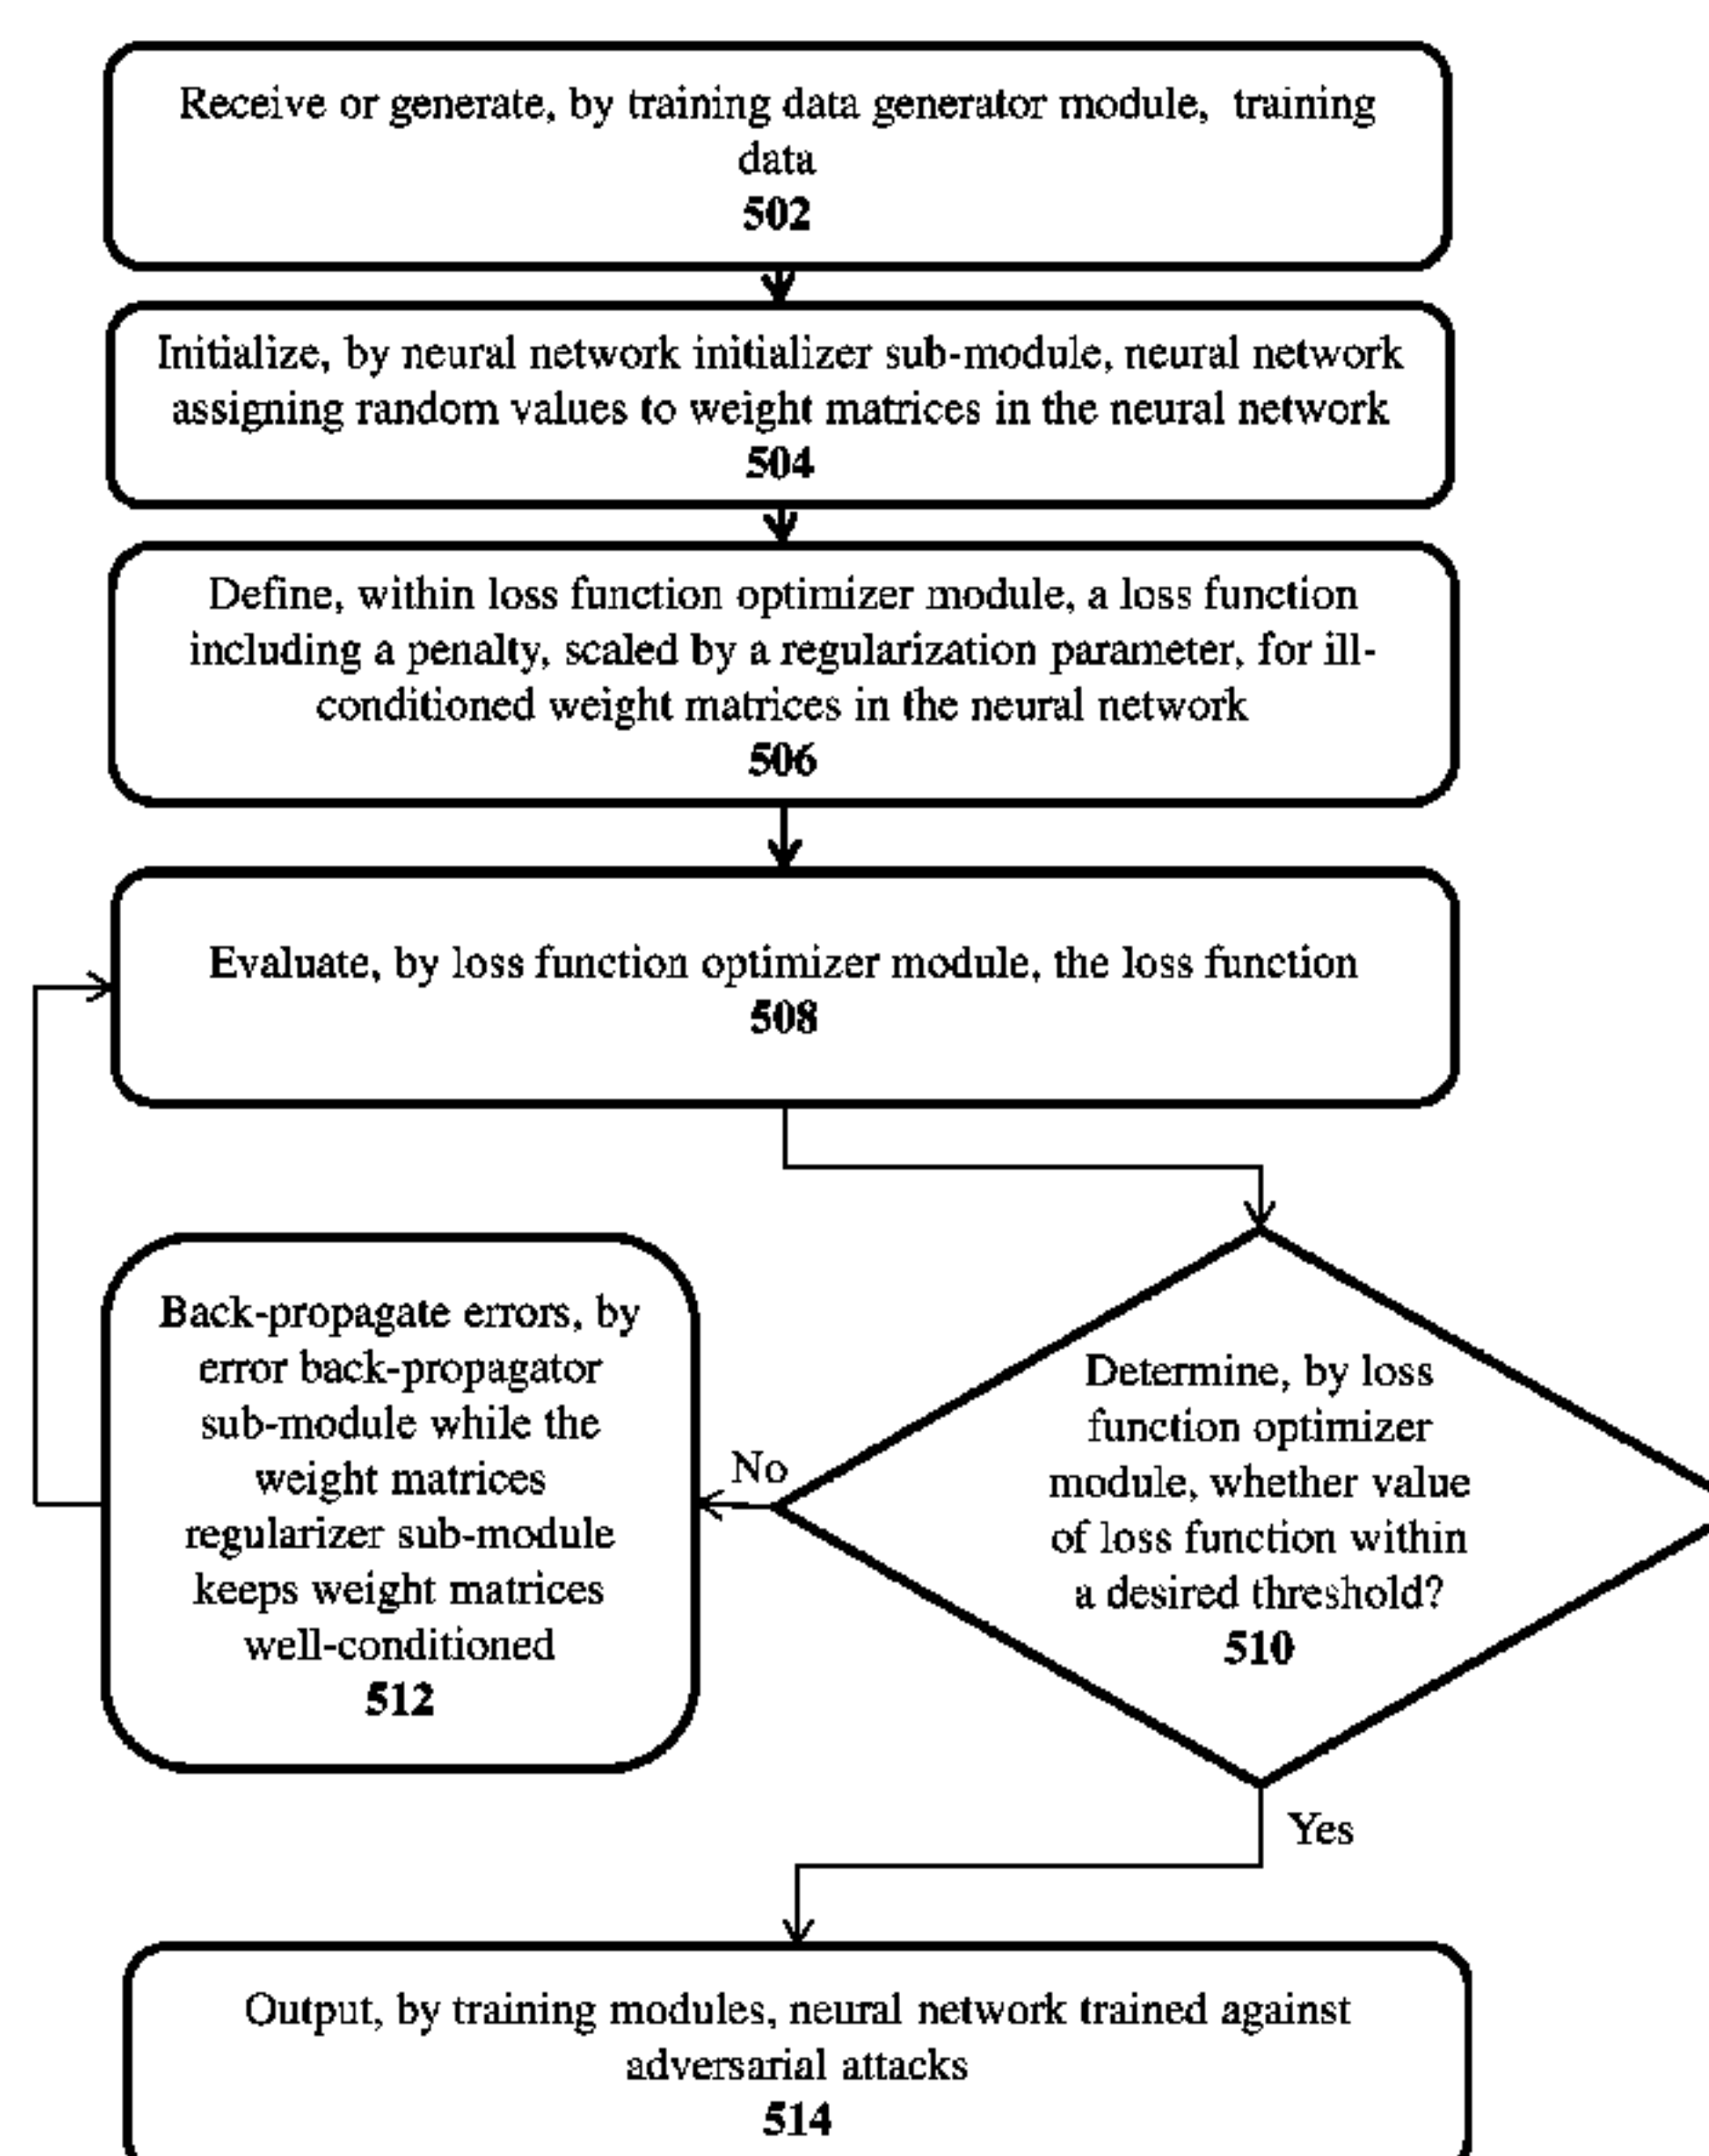 Receive or generate, by training data generator module, training
data
502
Initialize, by neural network initializer sub-module, neural network
assigning random values to weight matrices in the neural network
504
Define, within loss function optimizer module, a loss function
including a penalty, scaled by a regularization parameter, for ill-
conditioned weight matrices in the neural network
506
Evaluate, by loss function optimizer module, the loss function
508
Determine, by loss
function optimizer
module, whether value
of loss function within
a desired threshold?
510
No
Back-propagate errors, by
error back-propagator
sub-module while the
weight matrices
regularizer sub-module
keeps weight matrices
well-conditioned
512
Yes
Output, by training modules, neural network trained against
adversarial attacks
514